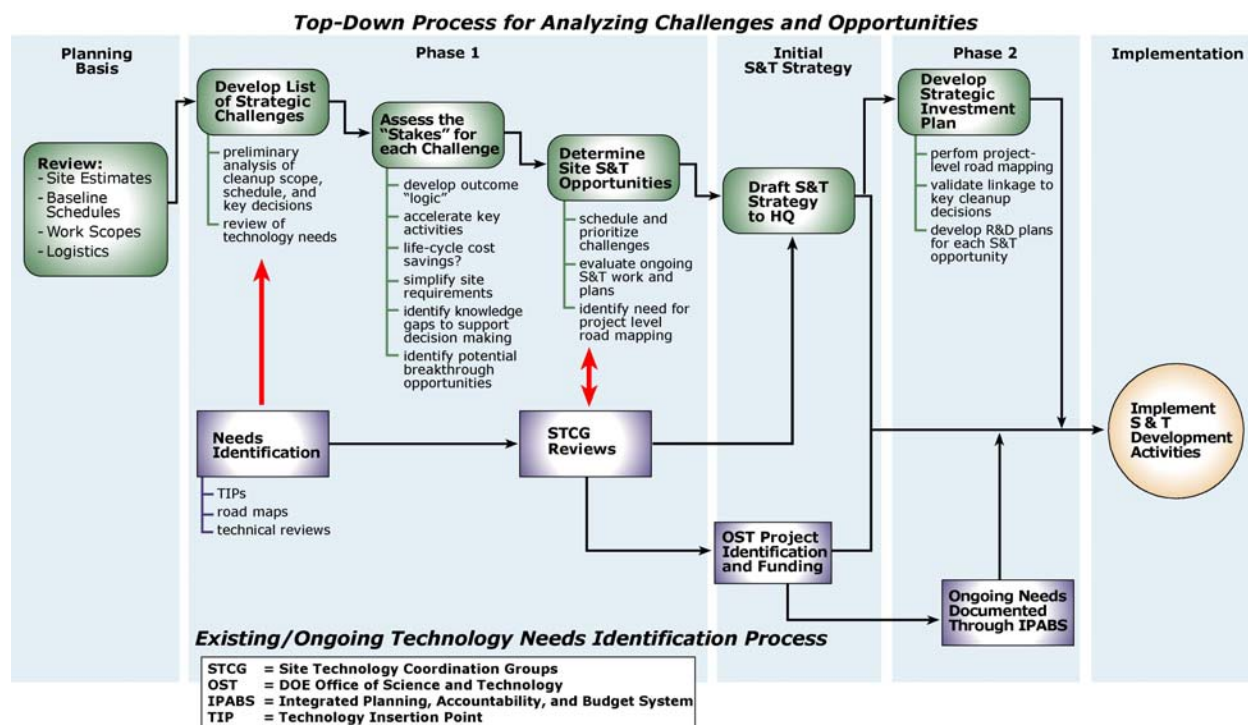 Top-Down Process for Analyzing Challenges and Opportunities
Planning
Basis
Phase 1
Initial
S&T Strategy
Phase 2
Implementation
Review:
- Site Estimates
- Baseline
Schedules
- Work Scopes
- Logistics
Develop List
of Strategic
Challenges
preliminary
analysis of
cleanup scope,
schedule, and
key decisions
review of
technology needs
Assess the
“Stakes” for
each Challenge
develop outcome
“logic”
accelerate key
activities
life-cycle cost
savings?
simplify site
requirements
identify knowledge
gaps to support
decision making
identify potential
breakthrough
opportunities
Determine
Site S&T
Opportunities
schedule and
prioritize
challenges
evaluate ongoing
S&T work and
plans
identify need for
project level
road mapping
Draft S&T
Strategy
to HQ
Develop
Strategic
Investment
Plan
perfom project-
level road mapping
validate linkage to
key cleanup
decisions
develop R&D plans
for each S&T
opportunity
Implement
S & T
Development
Activities
Needs
Identification
TIPs
road maps
technical reviews
STCG
Reviews
OST Project
Identification
and Funding
Ongoing Needs
Documented
Through IPABS
Existing/Ongoing Technology Needs Identification Process
STCG = Site Technology Coordination Groups
OST = DOE Office of Science and Technology
IPABS = Integrated Planning, Accountability, and Budget System
TIP = Technology Insertion Point